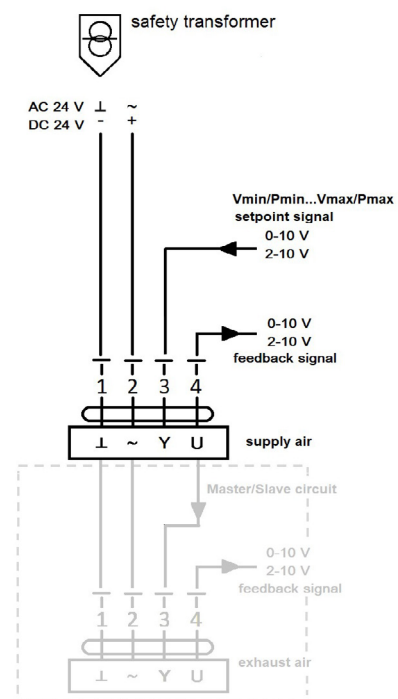 safety transformer
AC 24 V ⊥ ~
DC 24 V - +
Vmin/Pmin...Vmax/Pmax
setpoint signal
0-10 V
2-10 V
0-10 V
2-10 V
feedback signal
1 2 3 4
⊥ ~ Y U
supply air
Master/Slave circuit
0-10 V
2-10 V
feedback signal
1 2 3 4
⊥ ~ Y U
exhaust air